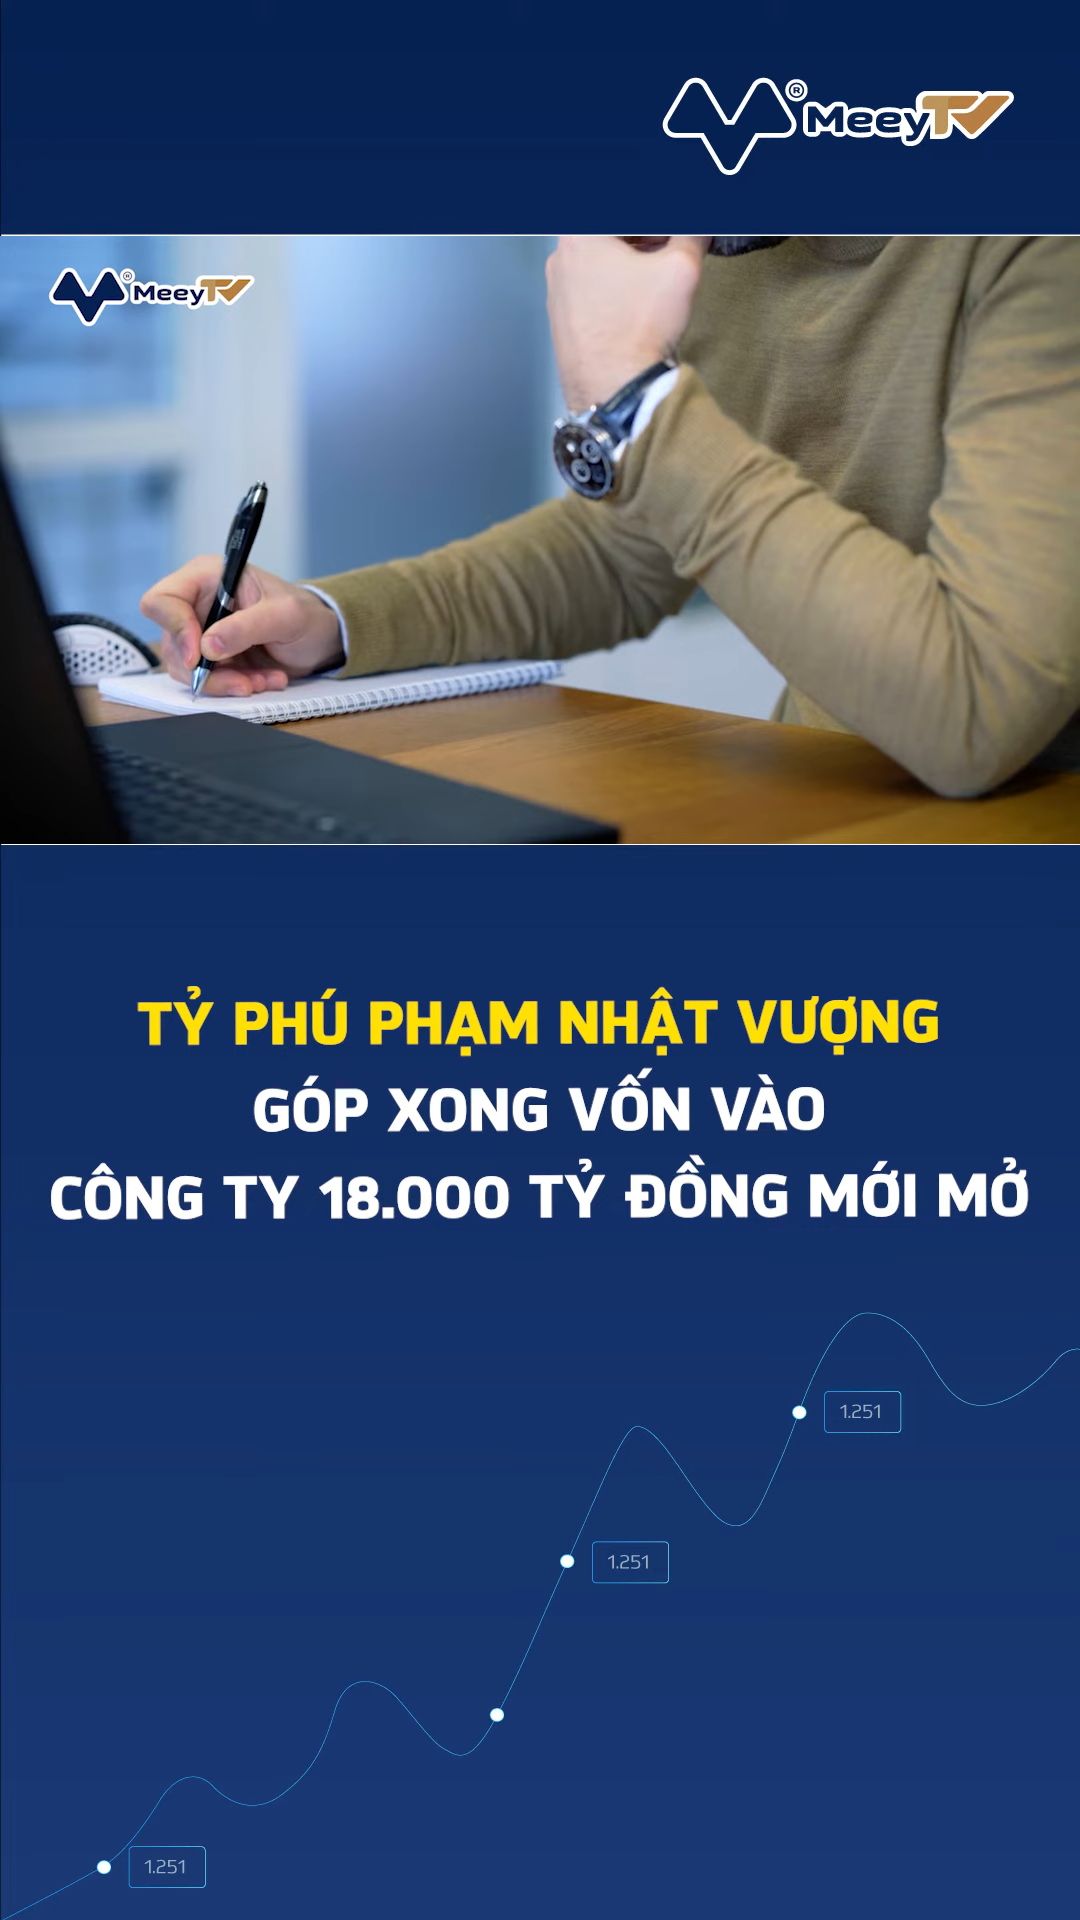 MeeyTV
MeeyTV
TỶ PHÚ PHẠM NHẬT VƯỢNG
GÓP XONG VỐN VÀO
CÔNG TY 18.000 TỶ ĐỒNG MỚI MỞ
1.251
1.251
1.251